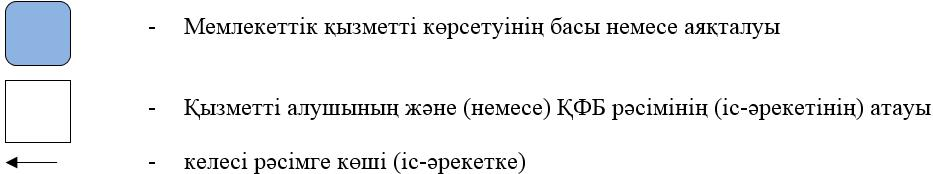 - Мемлекеттік қызметті көрсетуінің басы немесе аяқталуы
- Қызметті алушының және (немесе) ҚФБ рәсімінің (іс-әрекетінің) атауы
- келесі рәсімге көші (іс-әрекетке)